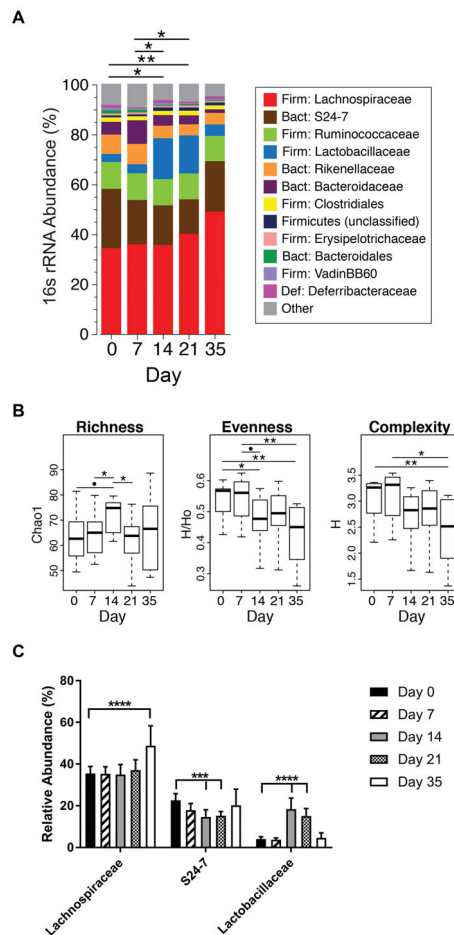 A
*
*
**
*
100
80
60
40
20
0
16s rRNA Abundance (%)
0 7 14 21 35
Day
Firm: Lachnospiraceae
Bact: S24-7
Firm: Ruminococcaceae
Firm: Lactobacillaceae
Bact: Rikenellaceae
Bact: Bacteroidaceae
Firm: Clostridiales
Firmicutes (unclassified)
Firm: Erysipelotrichaceae
Bact: Bacteroidales
Firm: VadinBB60
Def: Deferribacteraceae
Other
B
Richness
Chao1
90
80
70
60
50
• * *
0 7 14 21 35
Day
Evenness
H/Ho
0.6
0.5
0.4
0.3
**
•
**
*
0 7 14 21 35
Day
Complexity
H
3.5
3.0
2.5
2.0
1.5
*
**
0 7 14 21 35
Day
C
Relative Abundance (%)
80
60
40
20
0
****
***
****
Lachnospiraceae
S24-7
Lactobacillaceae
Day 0
Day 7
Day 14
Day 21
Day 35